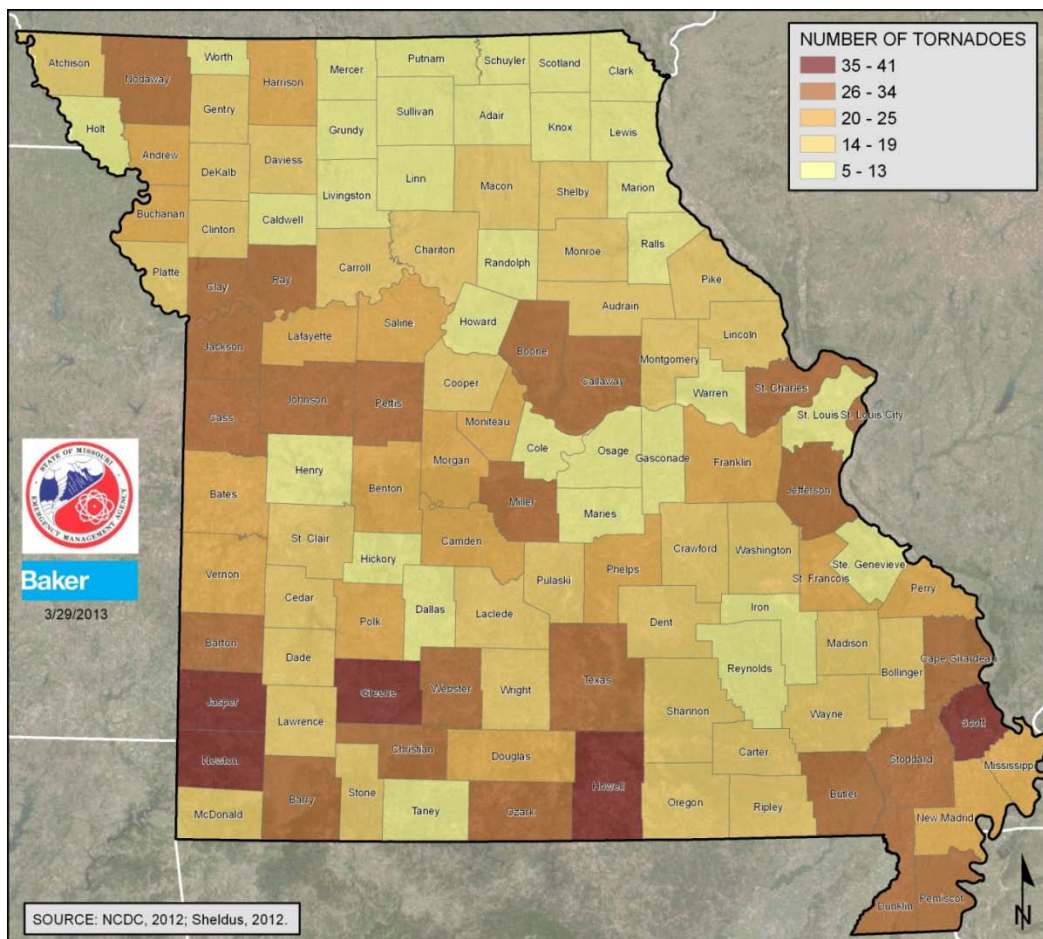 NUMBER OF TORNADOES
35 - 41
26 - 34
20 - 25
14 - 19
5 - 13
Atchison
Nodaway
Worth
Harrison
Mercer
Putnam
Schuyler
Scotland
Clark
Gentry
Holt
Sullivan
Adair
Knox
Lewis
Grundy
Andrew
DeKalb
Daviess
Linn
Macon
Shelby
Marion
Livingston
Buchanan
Clinton
Caldwell
Chariton
Monroe
Ralls
Randolph
Platte
Clay
Ray
Carroll
Pike
Audrain
Howard
Lafayette
Saline
Lincoln
Jackson
Boone
Callaway
Montgomery
Cooper
Warren
St. Charles
Cass
Johnson
Pettis
St. Louis
St. Louis City
Moniteau
Cole
Osage
Gasconade
Franklin
Henry
Morgan
Bates
Benton
Miller
Jefferson
Maries
St. Clair
Camden
Crawford
Washington
Hickory
Pulaski
Phelps
Ste. Genevieve
Vernon
St Francois
Perry
Cedar
Dallas
Laclede
Iron
Polk
Dent
Barton
Madison
Cape Girardeau
Dade
Reynolds
Bollinger
Greene
Webster
Texas
Wright
Jasper
Shannon
Wayne
Lawrence
Scott
Newton
Christian
Douglas
Carter
Stoddard
Mississippi
Howell
Stone
Barry
Butler
McDonald
Taney
Ozark
Oregon
Ripley
New Madrid
Dunklin
Pemiscot
STATE OF MISSOURI
EMERGENCY MANAGEMENT AGENCY
Baker
3/29/2013
SOURCE: NCDC, 2012; Sheldus, 2012.
N